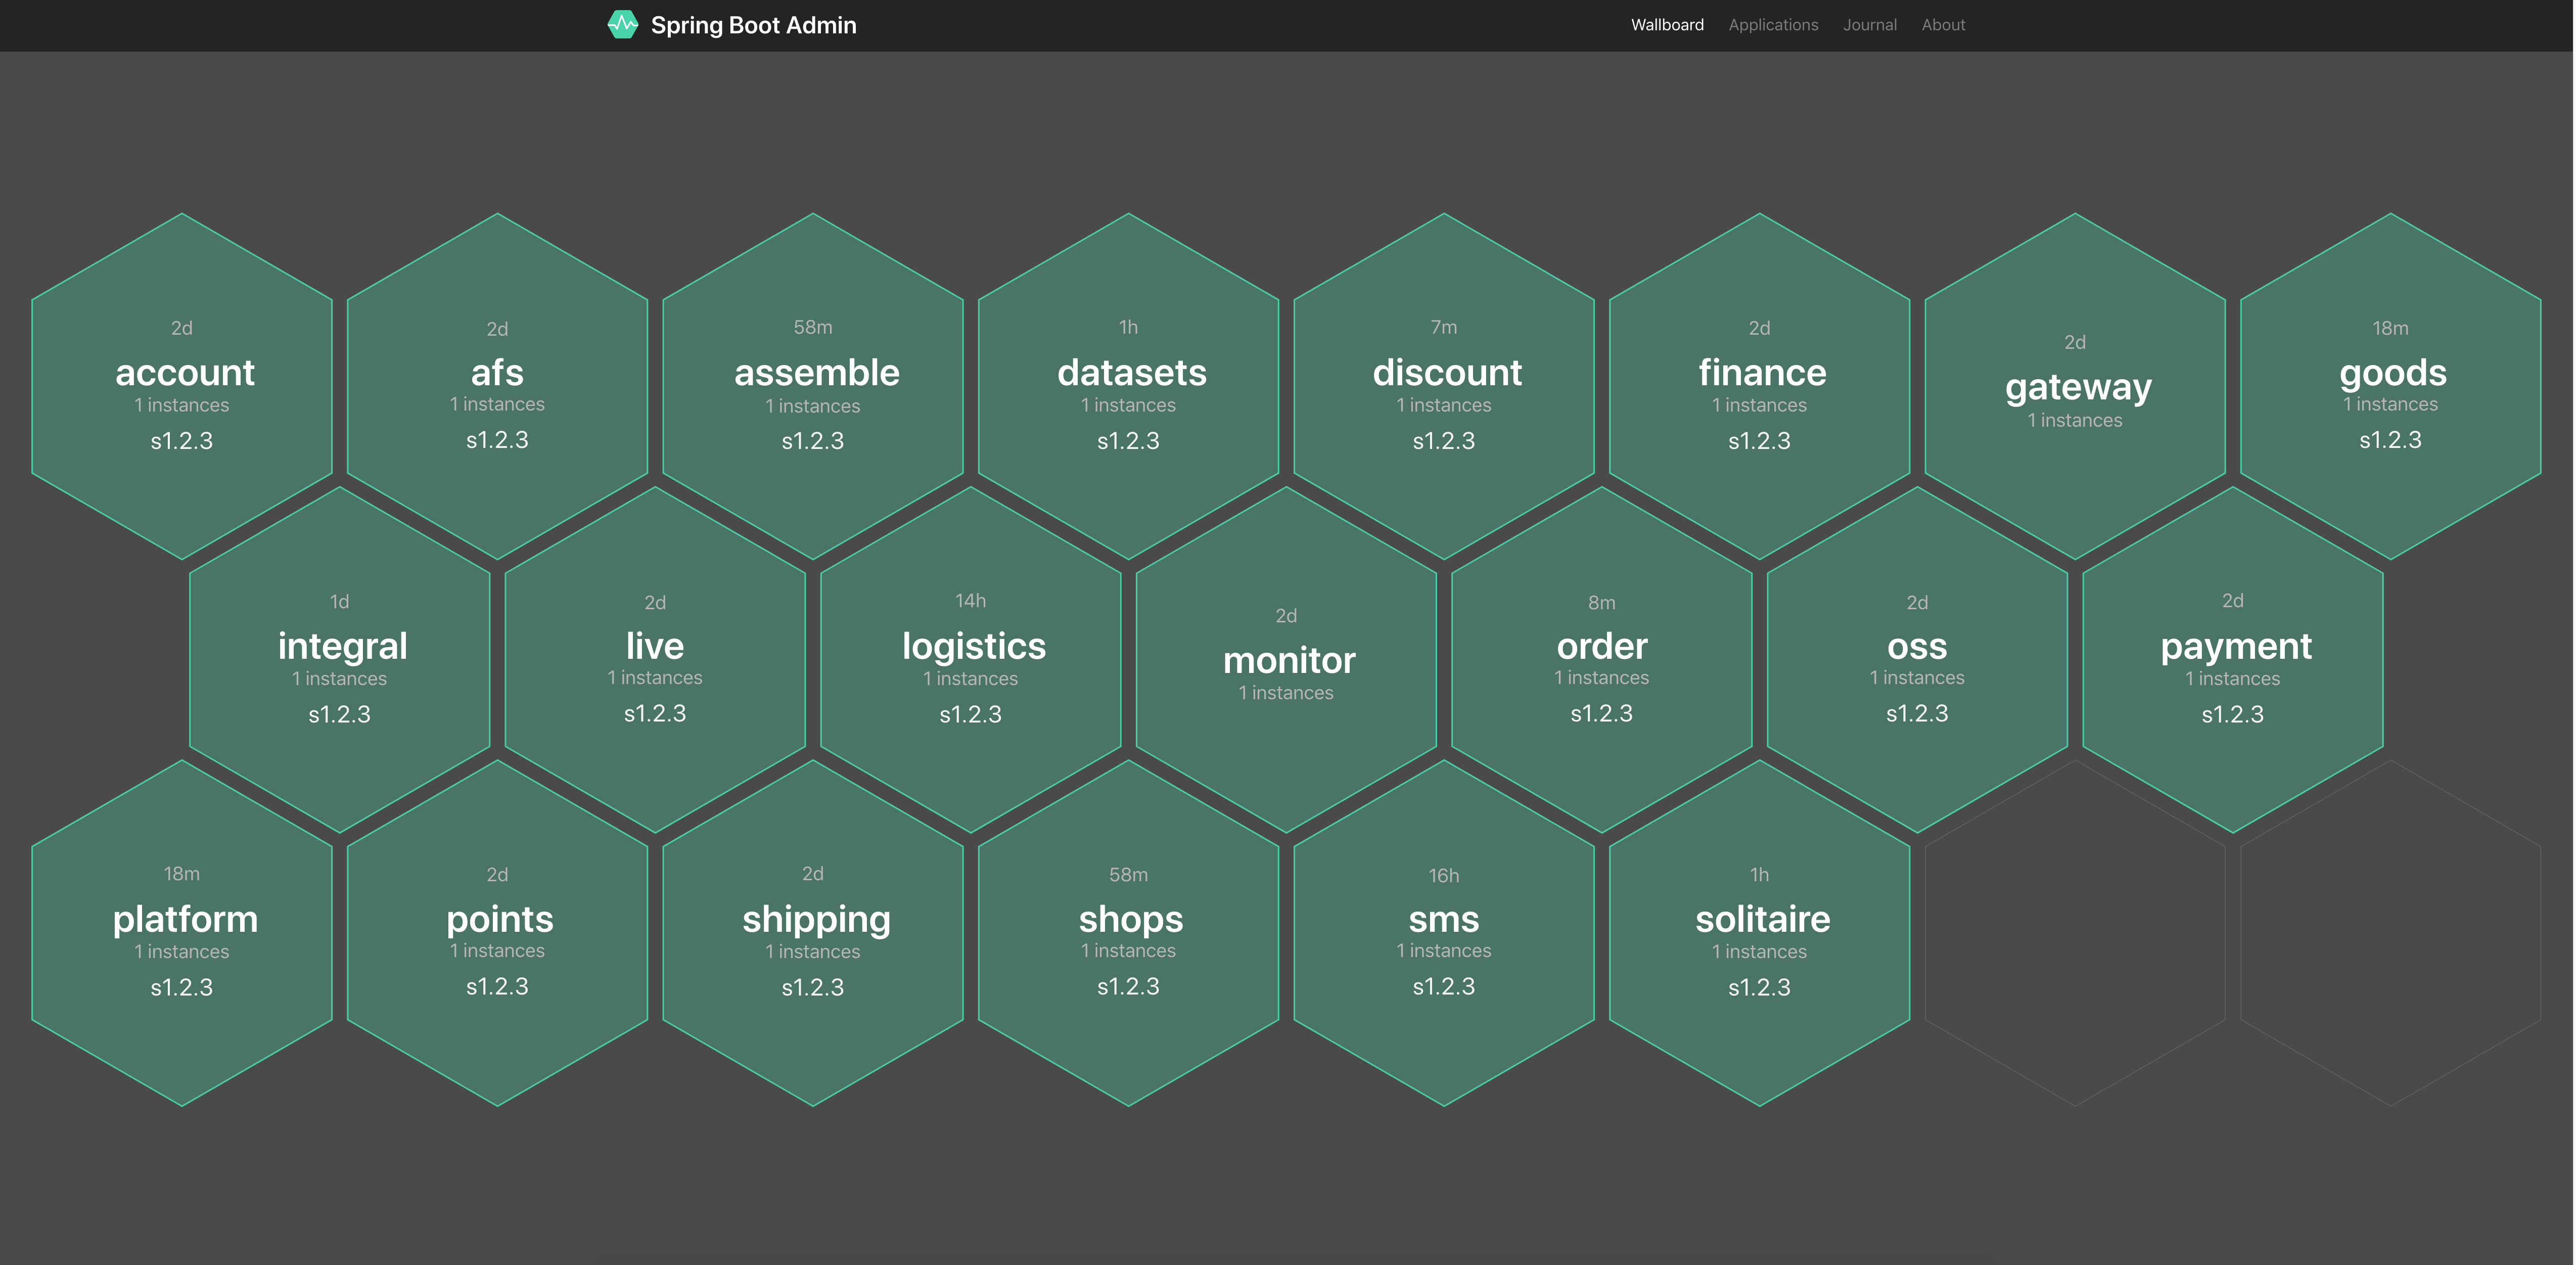 Spring Boot Admin
Wallboard Applications Journal About
2d
account
1 instances
s1.2.3
2d
afs
1 instances
s1.2.3
58m
assemble
1 instances
s1.2.3
1h
datasets
1 instances
s1.2.3
7m
discount
1 instances
s1.2.3
2d
finance
1 instances
s1.2.3
2d
gateway
1 instances
18m
goods
1 instances
s1.2.3
1d
integral
1 instances
s1.2.3
2d
live
1 instances
s1.2.3
14h
logistics
1 instances
s1.2.3
2d
monitor
1 instances
8m
order
1 instances
s1.2.3
2d
oss
1 instances
s1.2.3
2d
payment
1 instances
s1.2.3
18m
platform
1 instances
s1.2.3
2d
points
1 instances
s1.2.3
2d
shipping
1 instances
s1.2.3
58m
shops
1 instances
s1.2.3
16h
sms
1 instances
s1.2.3
1h
solitaire
1 instances
s1.2.3